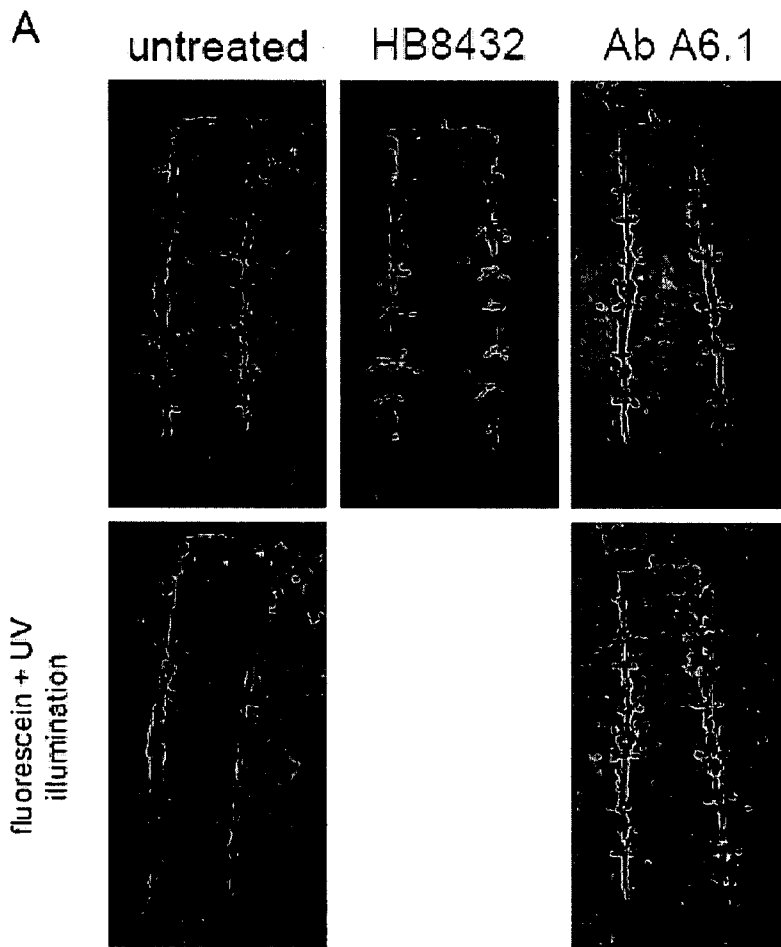 A
untreated HB8432 Ab A6.1
fluorescein + UV
illumination